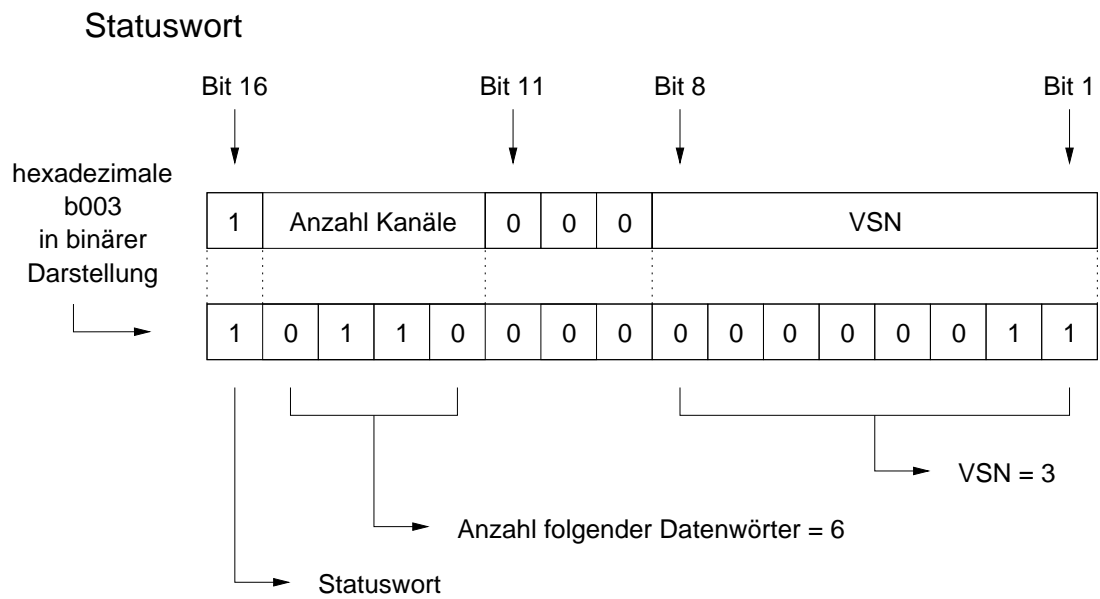 Statuswort
Bit 16 Bit 11 Bit 8 Bit 1
hexadezimale
b003
in binärer
Darstellung
1 Anzahl Kanäle 0 0 0 VSN
1 0 1 1 0 0 0 0 0 0 0 0 0 0 1 1
VSN = 3
Anzahl folgender Datenwörter = 6
Statuswort